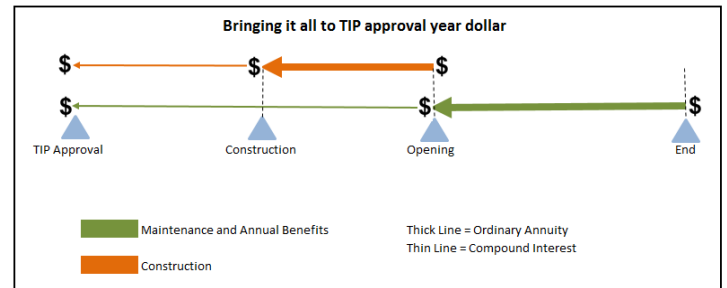 Bringing it all to TIP approval year dollar
$ $ $
$ $ $
TIP Approval Construction Opening End
Maintenance and Annual Benefits
Thick Line = Ordinary Annuity
Thin Line = Compound Interest
Construction